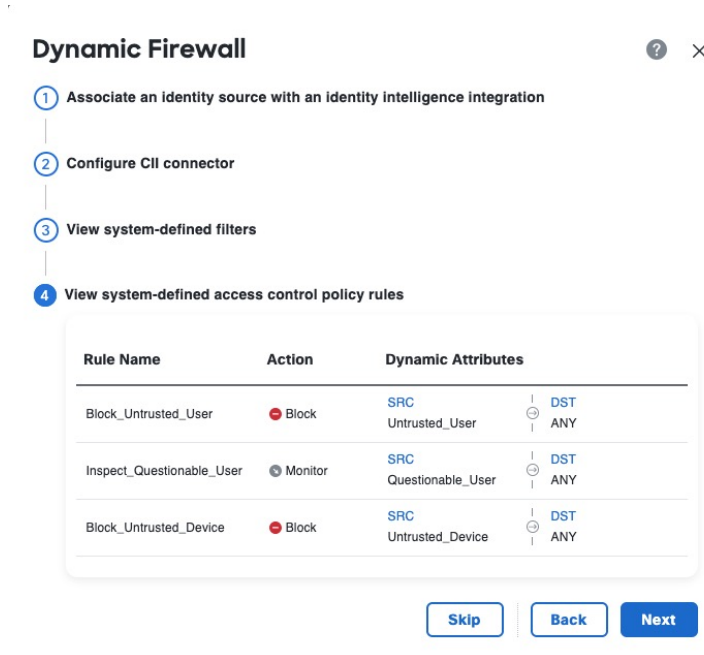 Dynamic Firewall
?
1 Associate an identity source with an identity intelligence integration
2 Configure CII connector
3 View system-defined filters
4 View system-defined access control policy rules
Rule Name Action Dynamic Attributes
SRC DST
Block_Untrusted_User Block
Untrusted_User ANY
SRC DST
Inspect_Questionable_User Monitor
Questionable_User ANY
SRC DST
Block_Untrusted_Device Block
Untrusted_Device ANY
Skip Back Next